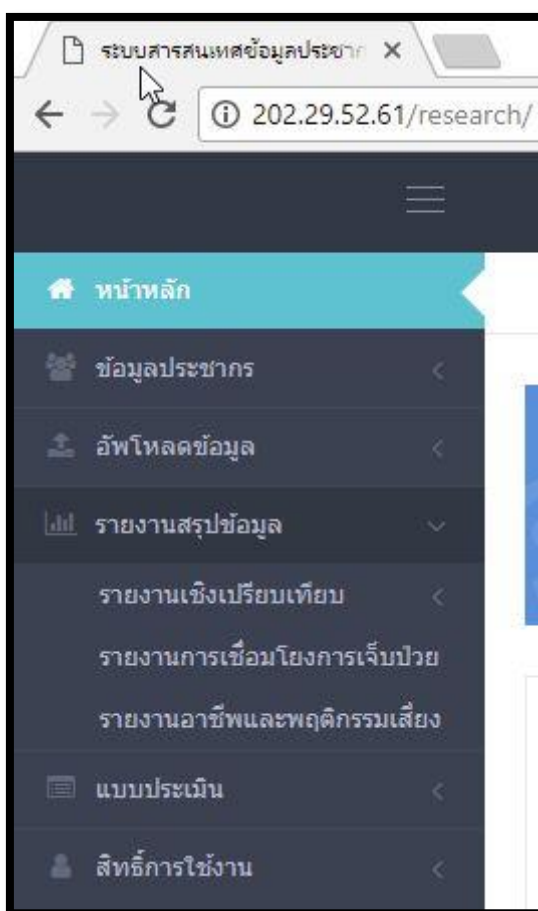 ระบบสารสนเทศข้อมูลประชาก
202.29.52.61/research/
หน้าหลัก
ข้อมูลประชากร
อัพโหลดข้อมูล
รายงานสรุปข้อมูล
รายงานเชิงเปรียบเทียบ
รายงานการเชื่อมโยงการเจ็บป่วย
รายงานอาชีพและพฤติกรรมเสี่ยง
แบบประเมิน
สิทธิ์การใช้งาน